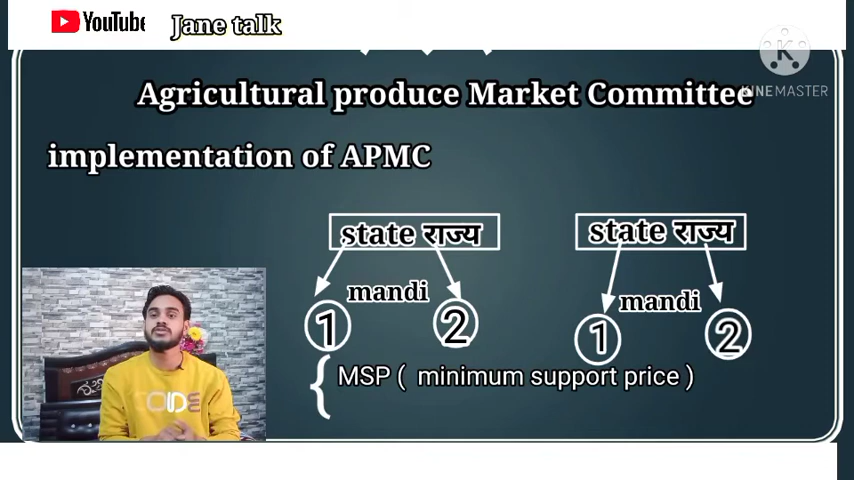 YouTube Jane talk
K
KINEMASTER
Agricultural produce Market Committee
implementation of APMC
state राज्य state राज्य
mandi mandi
1 2 1 2
MSP ( minimum support price )